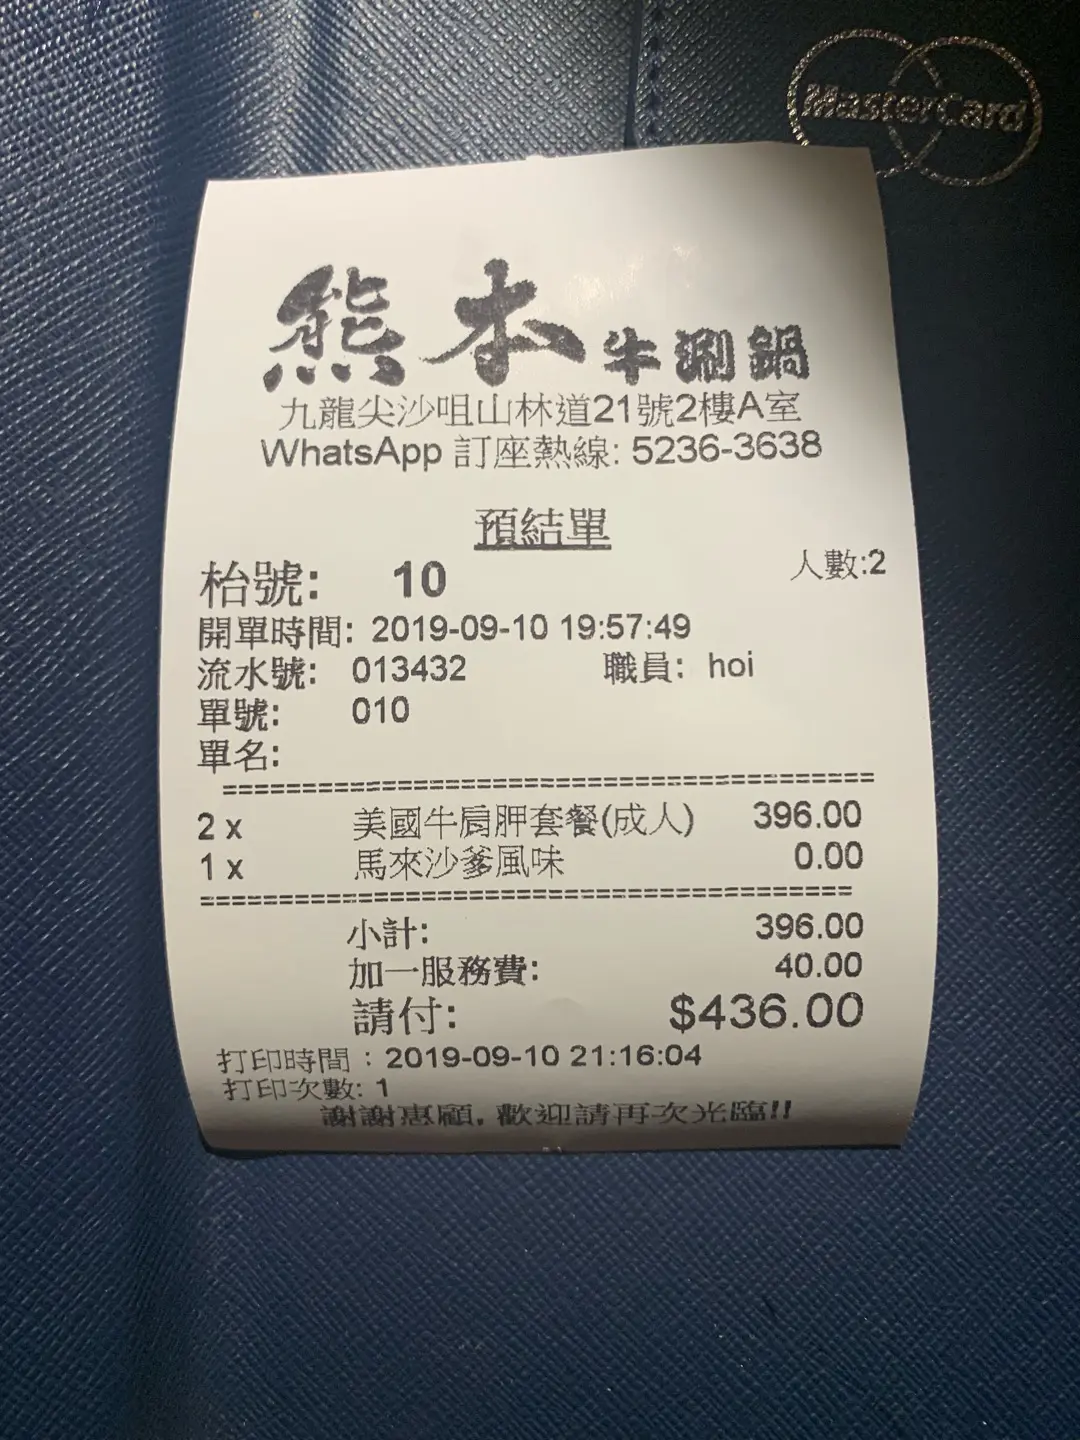 MasterCard
熊本牛涮鍋
九龍尖沙咀山林道21號2樓A室
WhatsApp 訂座熱線: 5236-3638
預結單
枱號: 10 人數:2
開單時間: 2019-09-10 19:57:49
流水號: 013432 職員: hoi
單號: 010
單名:
2 x 美國牛肩胛套餐(成人) 396.00
1 x 馬來沙爹風味 0.00
小計: 396.00
加一服務費: 40.00
請付: $436.00
打印時間 : 2019-09-10 21:16:04
打印次數: 1
謝謝惠顧, 歡迎請再次光臨!!